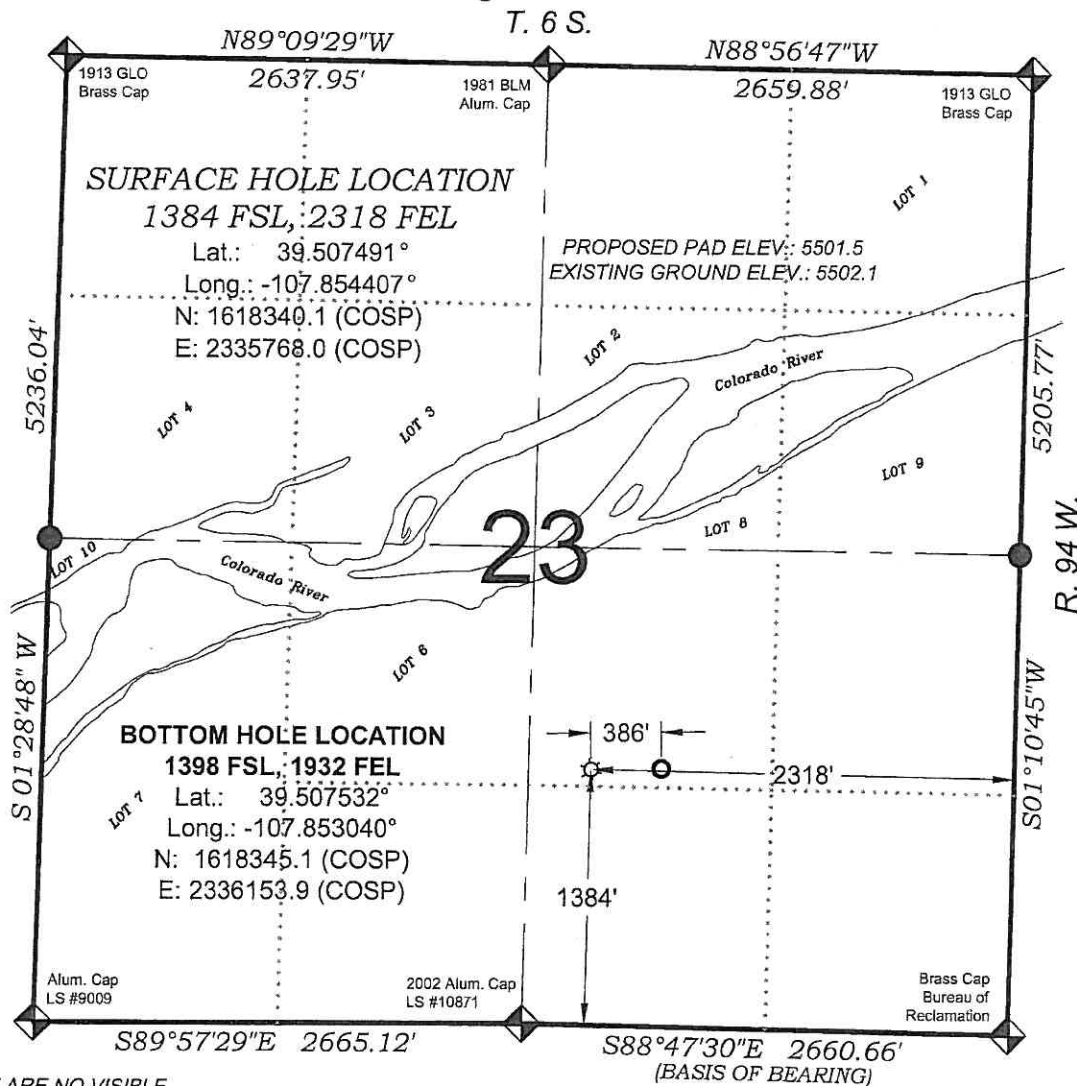 T. 6 S.
N89°09'29"W
N88°56'47"W
1913 GLO
Brass Cap
2637.95'
1981 BLM
Alum. Cap
2659.88'
1913 GLO
Brass Cap
SURFACE HOLE LOCATION
1384 FSL, 2318 FEL
Lat.: 39.507491°
Long.: -107.854407°
N: 1618340.1 (COSP)
E: 2335768.0 (COSP)
LOT 1
PROPOSED PAD ELEV.: 5501.5
EXISTING GROUND ELEV.: 5502.1
LOT 2
Colorado River
5236.04'
5205.77'
LOT 4
LOT 3
LOT 9
LOT 8
23
R. 94 W.
LOT 10
Colorado River
LOT 6
S 01°28'48" W
S01°10'45"W
BOTTOM HOLE LOCATION
1398 FSL, 1932 FEL
Lat.: 39.507532°
Long.: -107.853040°
N: 1618345.1 (COSP)
E: 2336153.9 (COSP)
LOT 7
386'
2318'
1384'
Alum. Cap
LS #9009
2002 Alum. Cap
LS #10871
Brass Cap
Bureau of
Reclamation
S89°57'29"E 2665.12'
S88°47'30"E 2660.66'
(BASIS OF BEARING)
ARE NO VISIBLE